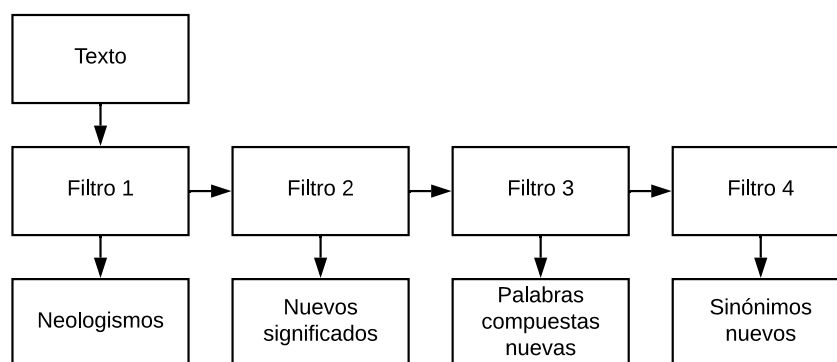 Texto
Filtro 1
Filtro 2
Filtro 3
Filtro 4
Neologismos
Nuevos
significados
Palabras
compuestas
nuevas
Sinónimos
nuevos